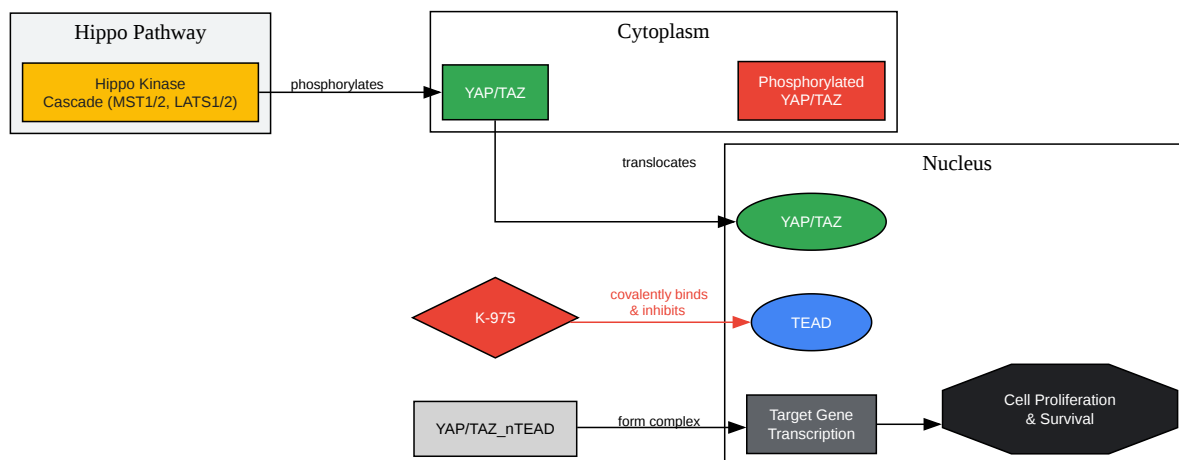 Hippo Pathway
Hippo Kinase
Cascade (MST1/2, LATS1/2)
phosphorylates
Cytoplasm
YAP/TAZ
Phosphorylated
YAP/TAZ
translocates
Nucleus
YAP/TAZ
K-975
covalently binds
& inhibits
TEAD
YAP/TAZ_nTEAD
form complex
Target Gene
Transcription
Cell Proliferation
& Survival